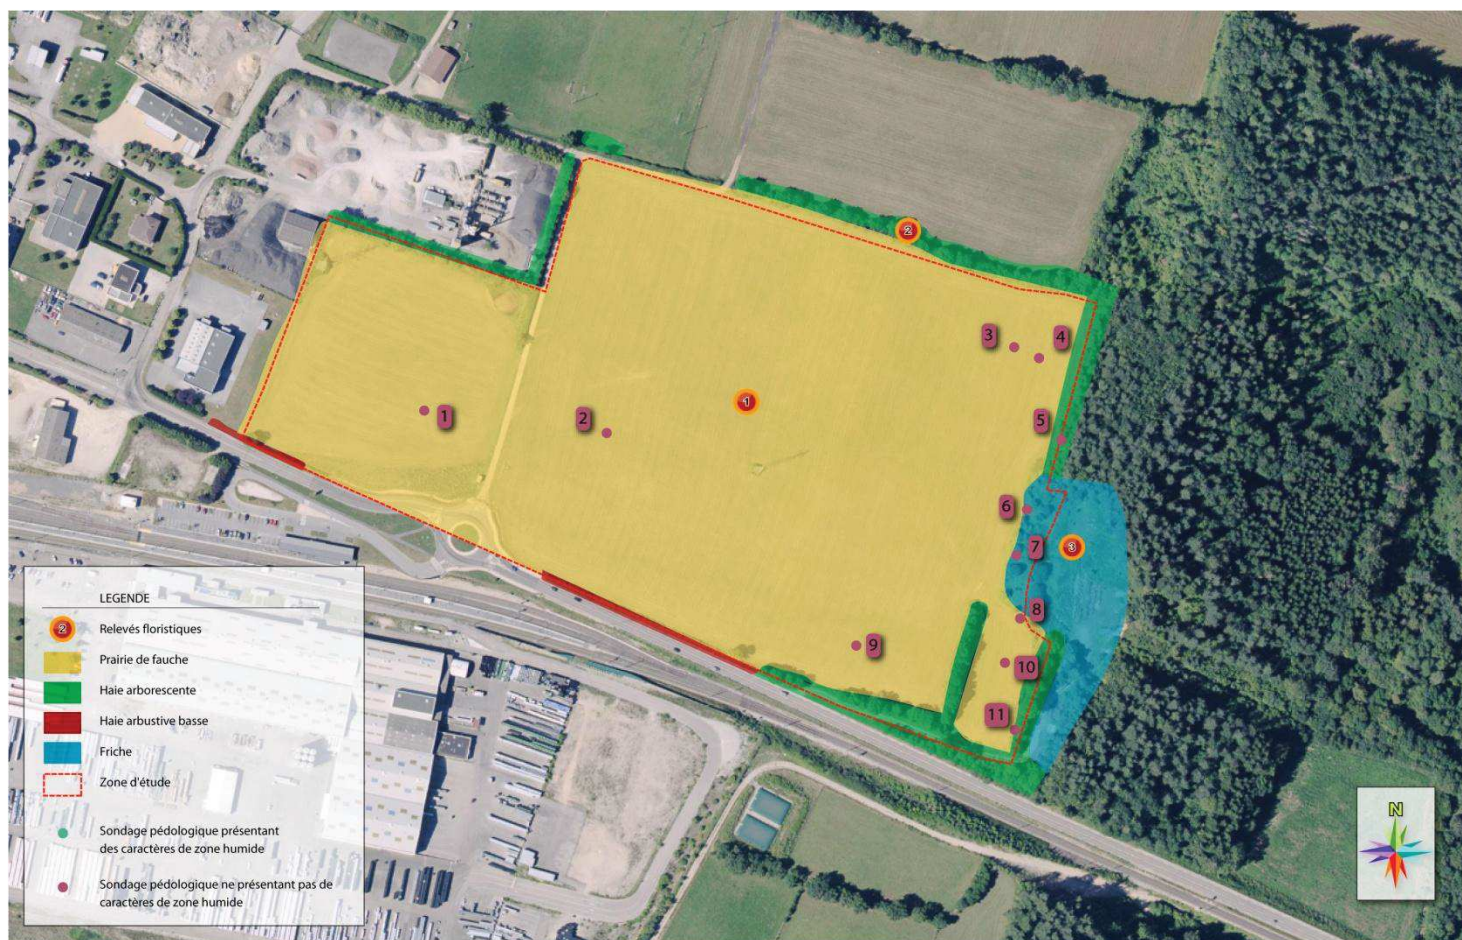 2
3
4
1
1
2
5
6
7
3
8
9
10
11
LEGENDE
2 Relevés floristiques
Prairie de fauche
Haie arborescente
Haie arbustive basse
Friche
Zone d'étude
Sondage pédologique présentant
des caractères de zone humide
Sondage pédologique ne présentant pas de
caractères de zone humide
N